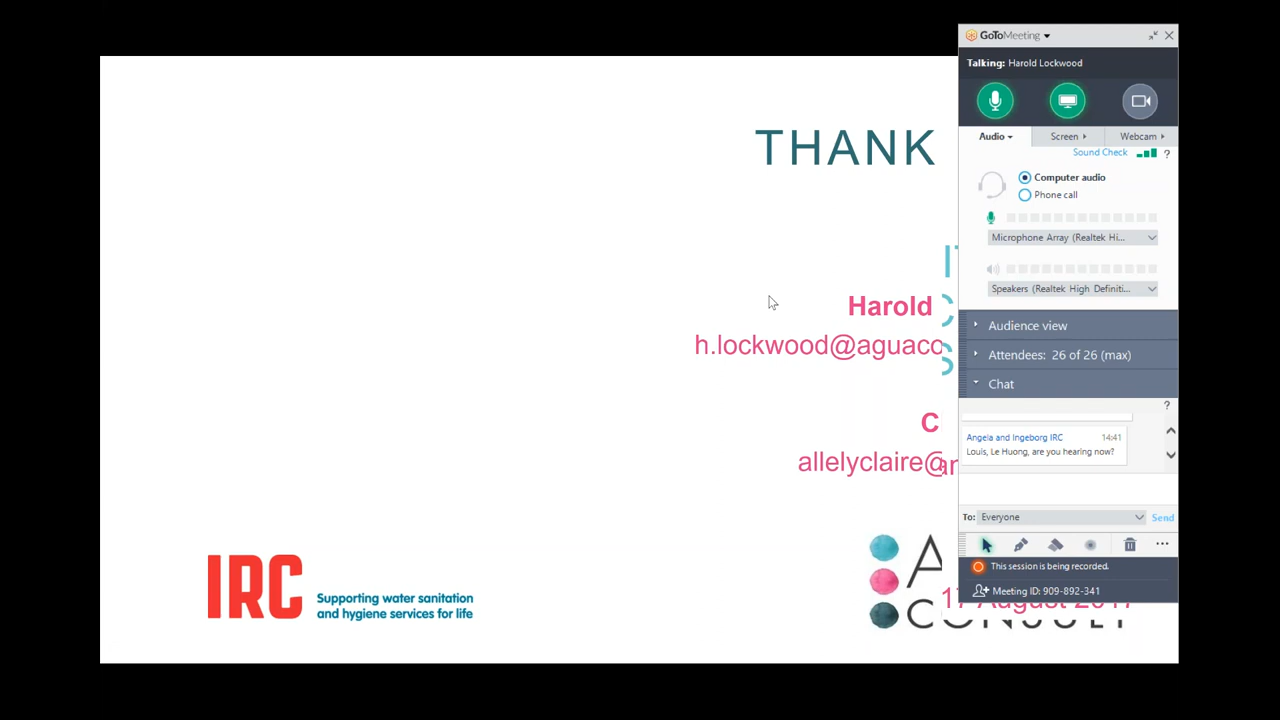 THANK
Harold
h.lockwood@aguaco
C
allelyclaire@
IRC
Supporting water sanitation
and hygiene services for life
17 August 2017
GoToMeeting
Talking: Harold Lockwood
Audio
Screen
Webcam
Sound Check
?
Computer audio
Phone call
Microphone Array (Realtek Hi...
Speakers (Realtek High Definiti...
Audience view
Attendees: 26 of 26 (max)
Chat
?
Angela and Ingeborg IRC 14:41
Louis, Le Huong, are you hearing now?
To: Everyone Send
This session is being recorded.
Meeting ID: 909-892-341